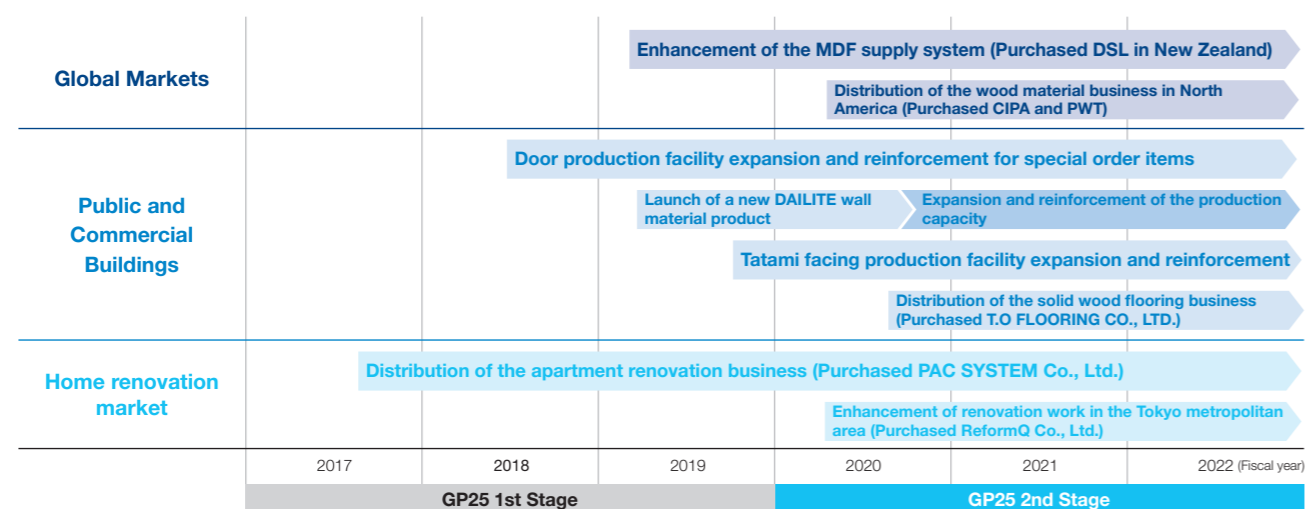 Global Markets
Enhancement of the MDF supply system (Purchased DSL in New Zealand)
Distribution of the wood material business in North
America (Purchased CIPA and PWT)
Public and
Commercial
Buildings
Door production facility expansion and reinforcement for special order items
Launch of a new DAILITE wall
material product
Expansion and reinforcement of the production
capacity
Tatami facing production facility expansion and reinforcement
Distribution of the solid wood flooring business
(Purchased T.O FLOORING CO., LTD.)
Home renovation
market
Distribution of the apartment renovation business (Purchased PAC SYSTEM Co., Ltd.)
Enhancement of renovation work in the Tokyo metropolitan
area (Purchased ReformQ Co., Ltd.)
2017 2018 2019 2020 2021 2022 (Fiscal year)
GP25 1st Stage GP25 2nd Stage